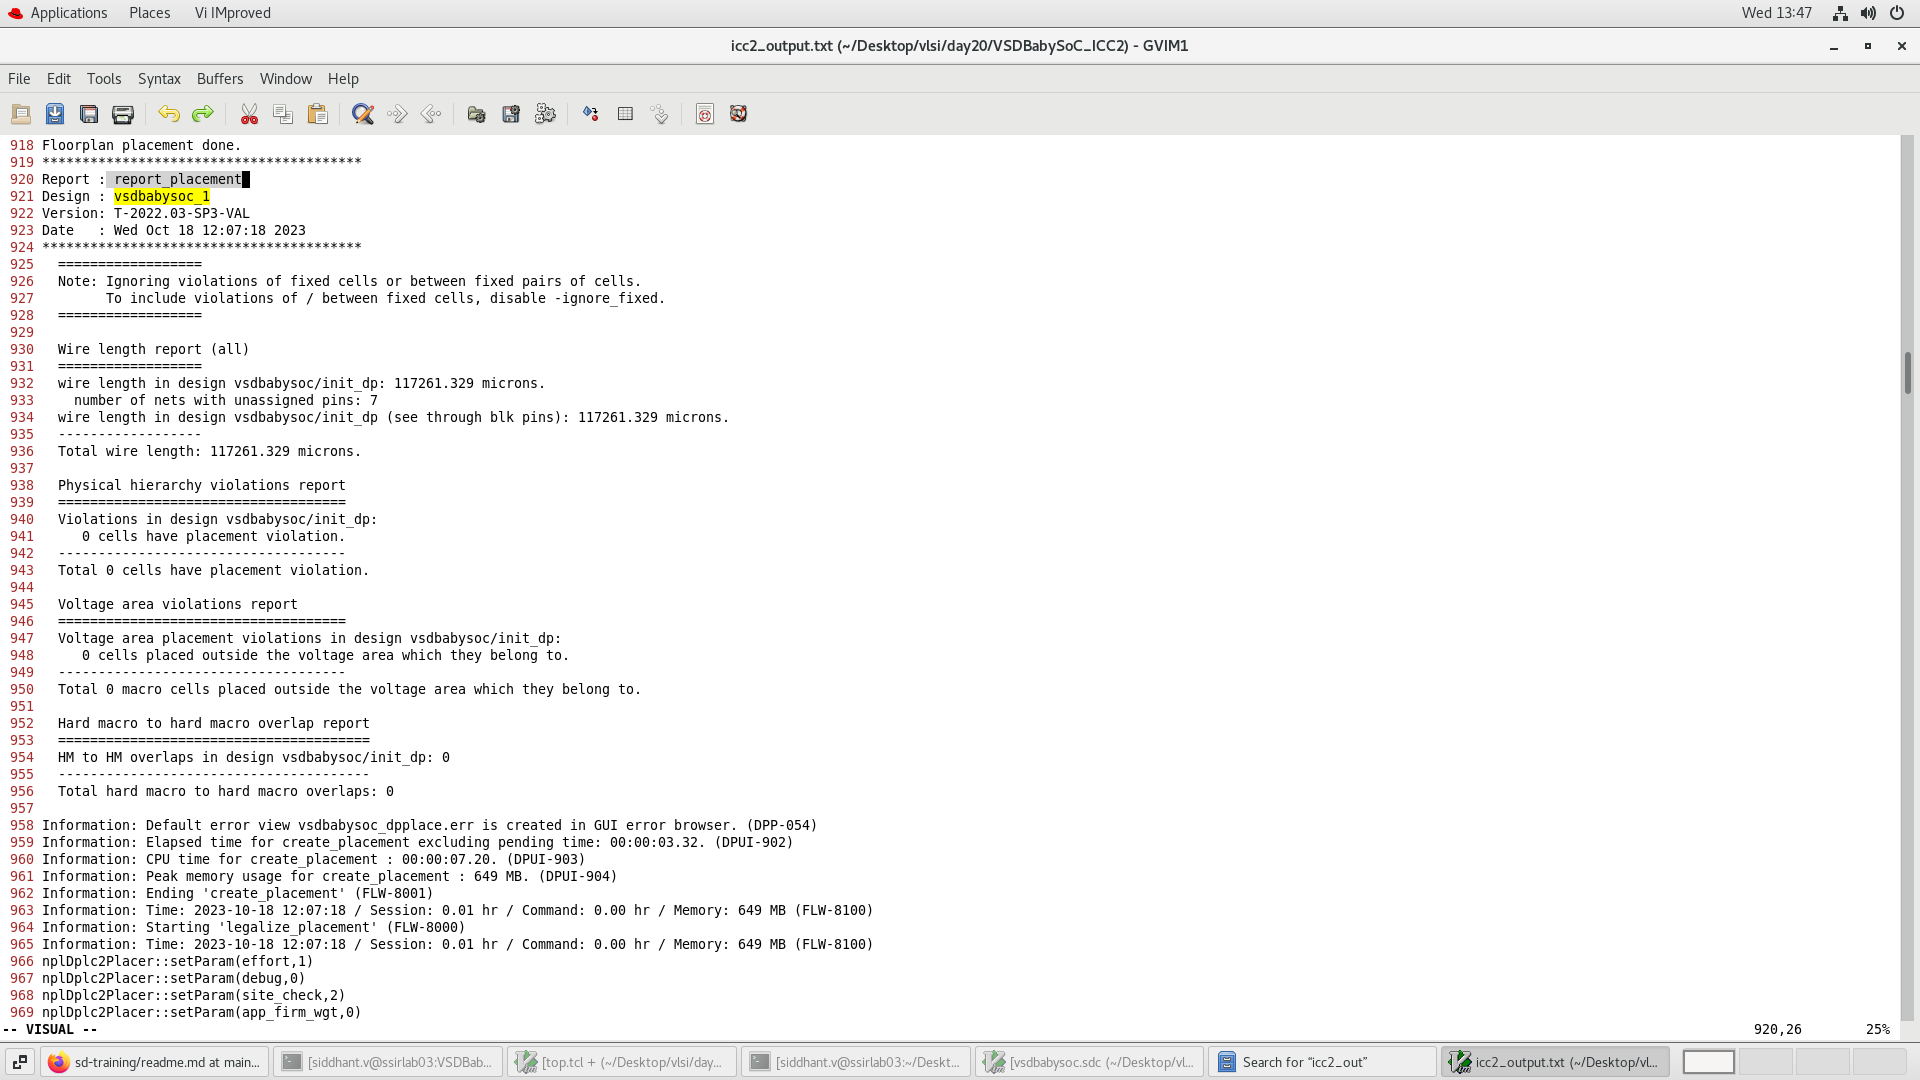 Applications Places Vi IMproved Wed 13:47
icc2_output.txt (~/Desktop/vlsi/day20/VSDBabySoC_ICC2) - GVIM1
File Edit Tools Syntax Buffers Window Help
918 Floorplan placement done.
919 ****************************************
920 Report : report_placement
921 Design : vsdbabysoc_1
922 Version: T-2022.03-SP3-VAL
923 Date   : Wed Oct 18 12:07:18 2023
924 ****************************************
925   ==================
926   Note: Ignoring violations of fixed cells or between fixed pairs of cells.
927         To include violations of / between fixed cells, disable -ignore_fixed.
928   ==================
929
930   Wire length report (all)
931   ==================
932   wire length in design vsdbabysoc/init_dp: 117261.329 microns.
933     number of nets with unassigned pins: 7
934   wire length in design vsdbabysoc/init_dp (see through blk pins): 117261.329 microns.
935   ------------------
936   Total wire length: 117261.329 microns.
937
938   Physical hierarchy violations report
939   ====================================
940   Violations in design vsdbabysoc/init_dp:
941      0 cells have placement violation.
942   ------------------------------------
943   Total 0 cells have placement violation.
944
945   Voltage area violations report
946   ====================================
947   Voltage area placement violations in design vsdbabysoc/init_dp:
948      0 cells placed outside the voltage area which they belong to.
949   ------------------------------------
950   Total 0 macro cells placed outside the voltage area which they belong to.
951
952   Hard macro to hard macro overlap report
953   =======================================
954   HM to HM overlaps in design vsdbabysoc/init_dp: 0
955   ---------------------------------------
956   Total hard macro to hard macro overlaps: 0
957
958 Information: Default error view vsdbabysoc_dpplace.err is created in GUI error browser. (DPP-054)
959 Information: Elapsed time for create_placement excluding pending time: 00:00:03.32. (DPUI-902)
960 Information: CPU time for create_placement : 00:00:07.20. (DPUI-903)
961 Information: Peak memory usage for create_placement : 649 MB. (DPUI-904)
962 Information: Ending 'create_placement' (FLW-8001)
963 Information: Time: 2023-10-18 12:07:18 / Session: 0.01 hr / Command: 0.00 hr / Memory: 649 MB (FLW-8100)
964 Information: Starting 'legalize_placement' (FLW-8000)
965 Information: Time: 2023-10-18 12:07:18 / Session: 0.01 hr / Command: 0.00 hr / Memory: 649 MB (FLW-8100)
966 nplDplc2Placer::setParam(effort,1)
967 nplDplc2Placer::setParam(debug,0)
968 nplDplc2Placer::setParam(site_check,2)
969 nplDplc2Placer::setParam(app_firm_wgt,0)
-- VISUAL -- 920,26 25%
sd-training/readme.md at main... [siddhant.v@ssirlab03:VSDBab... [top.tcl + (~/Desktop/vlsi/day... [siddhant.v@ssirlab03:~/Deskt... [vsdbabysoc.sdc (~/Desktop/vl... Search for “icc2_out” icc2_output.txt (~/Desktop/vl...